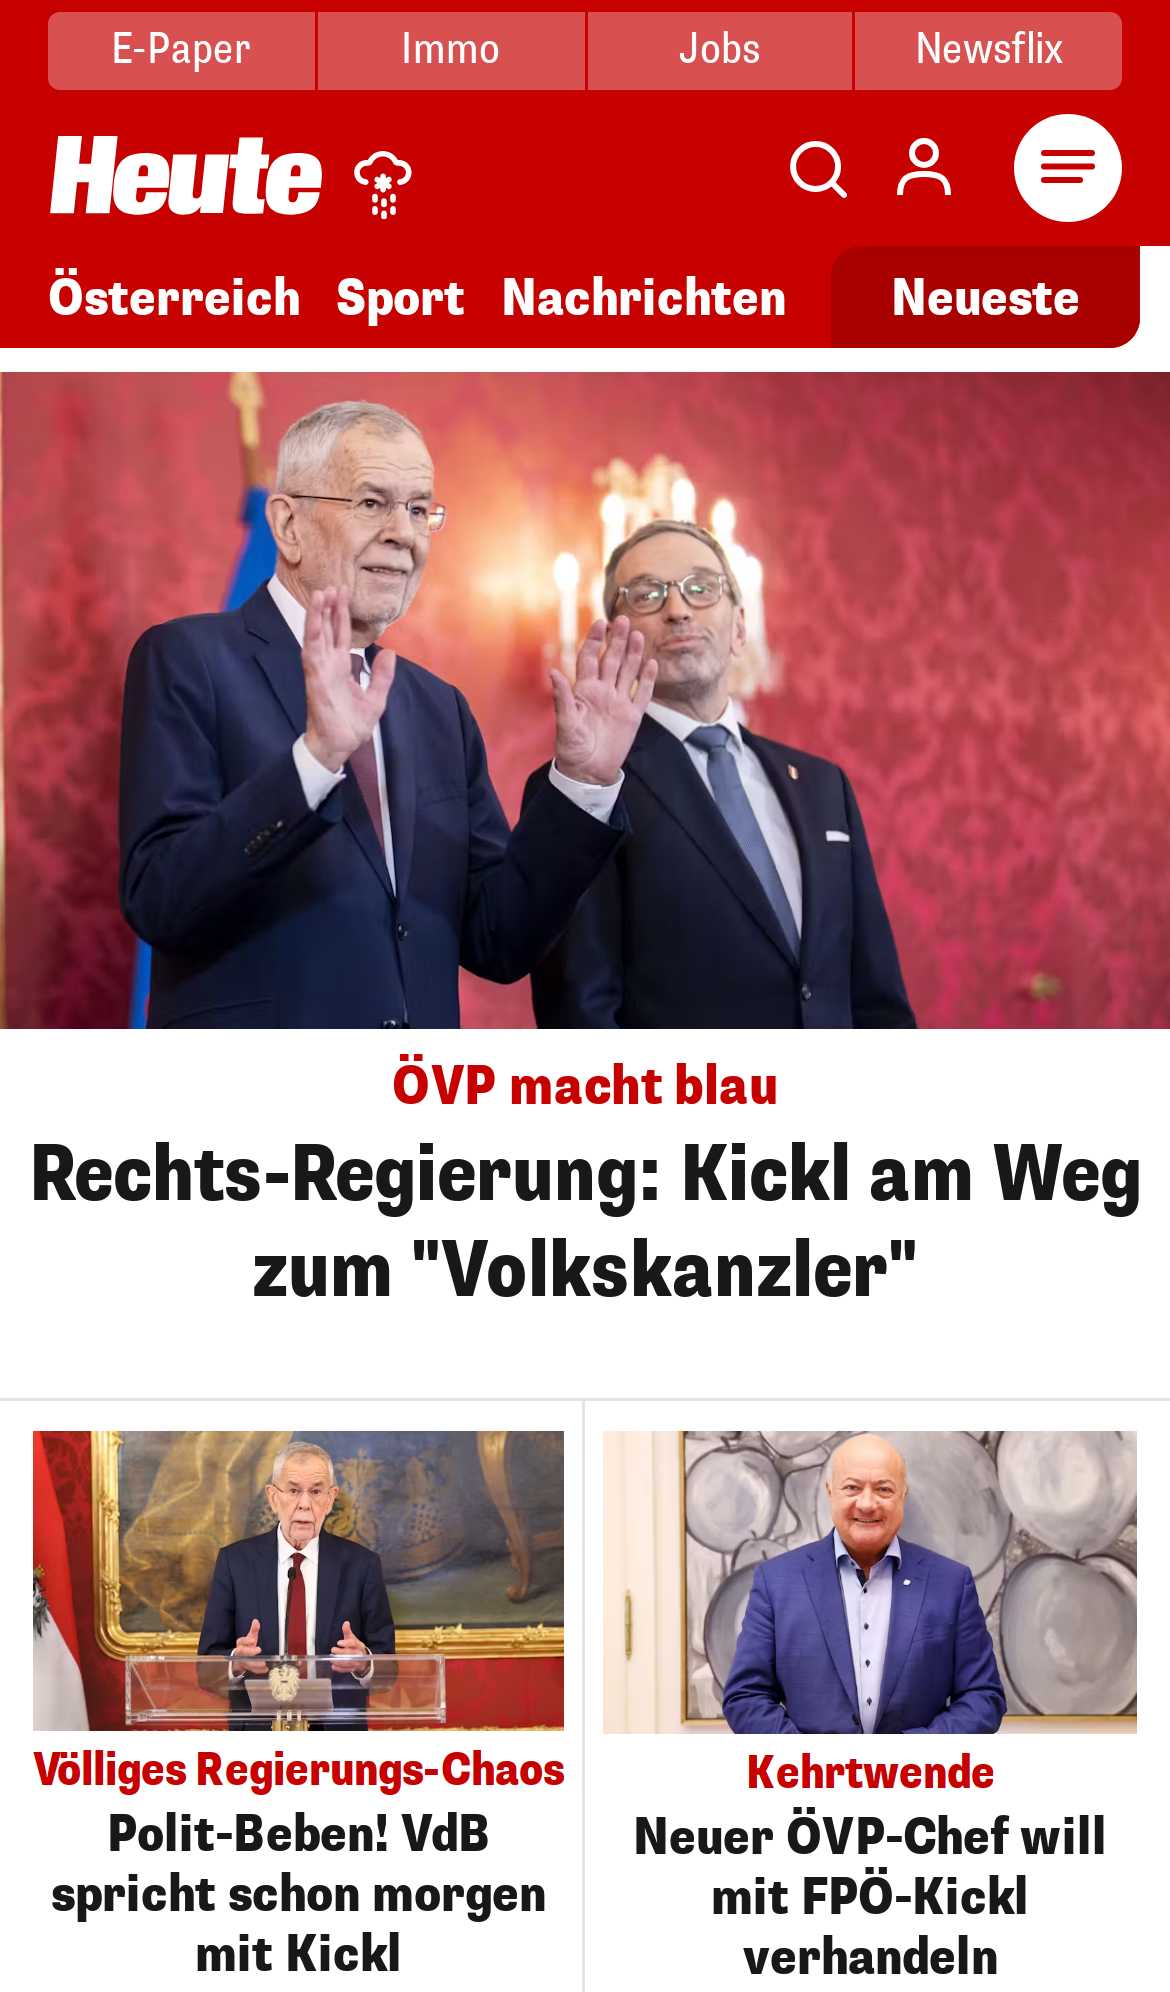 E-Paper Immo Jobs Newsflix
Heute
Österreich Sport Nachrichten Neueste
ÖVP macht blau
Rechts-Regierung: Kickl am Weg
zum "Volkskanzler"
Völliges Regierungs-Chaos
Polit-Beben! VdB
spricht schon morgen
mit Kickl
Kehrtwende
Neuer ÖVP-Chef will
mit FPÖ-Kickl
verhandeln